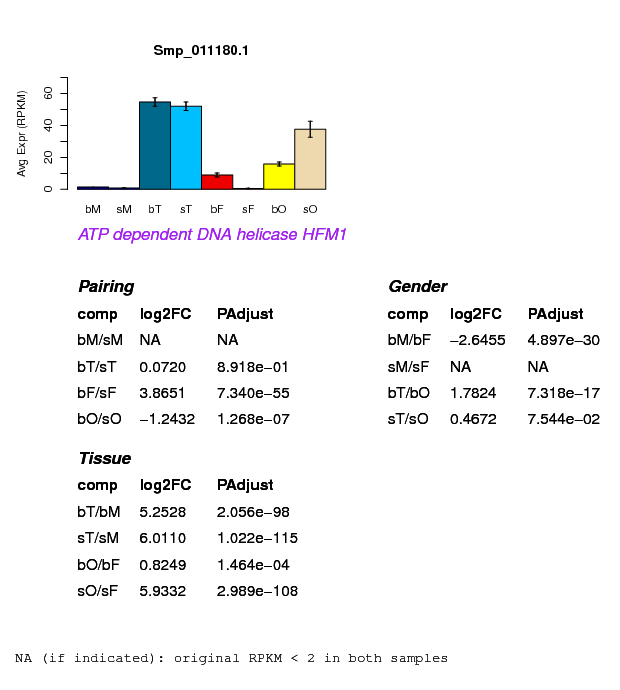 Smp_011180.1
Avg Expr (RPKM)
60
40
20
0
bM sM bT sT bF sF bO sO
ATP dependent DNA helicase HFM1
Pairing
comp log2FC PAdjust
bM/sM NA NA
bT/sT 0.0720 8.918e−01
bF/sF 3.8651 7.340e−55
bO/sO −1.2432 1.268e−07
Gender
comp log2FC PAdjust
bM/bF −2.6455 4.897e−30
sM/sF NA NA
bT/bO 1.7824 7.318e−17
sT/sO 0.4672 7.544e−02
Tissue
comp log2FC PAdjust
bT/bM 5.2528 2.056e−98
sT/sM 6.0110 1.022e−115
bO/bF 0.8249 1.464e−04
sO/sF 5.9332 2.989e−108
NA (if indicated): original RPKM < 2 in both samples